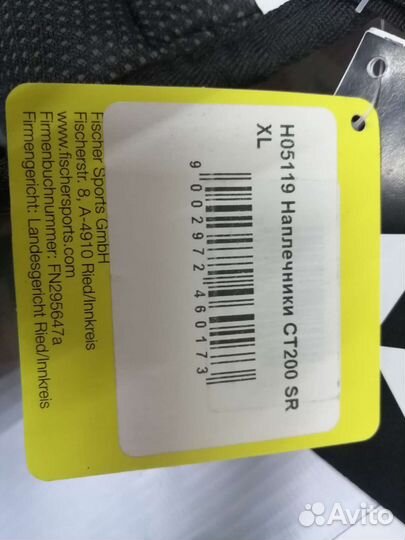 H05119 Наплечники CT200 SR
XL
9 002972 460173
Fischer Sports GmbH
Fischerstr. 8, A-4910 Ried/Innkreis
www.fischersports.com
Firmenbuchnummer: FN295647a
Firmengericht: Landesgericht Ried/Innkreis
Avito